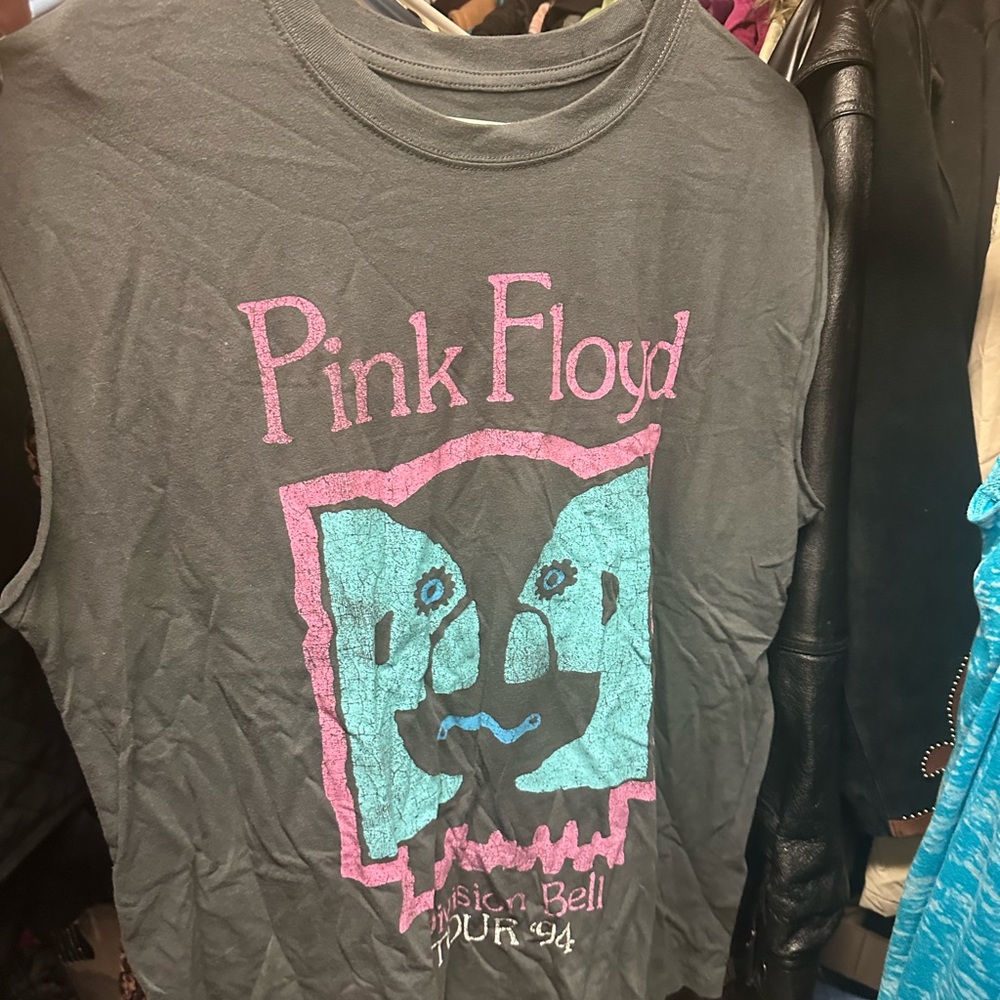 Pink Floyd
Division Bell
TOUR '94